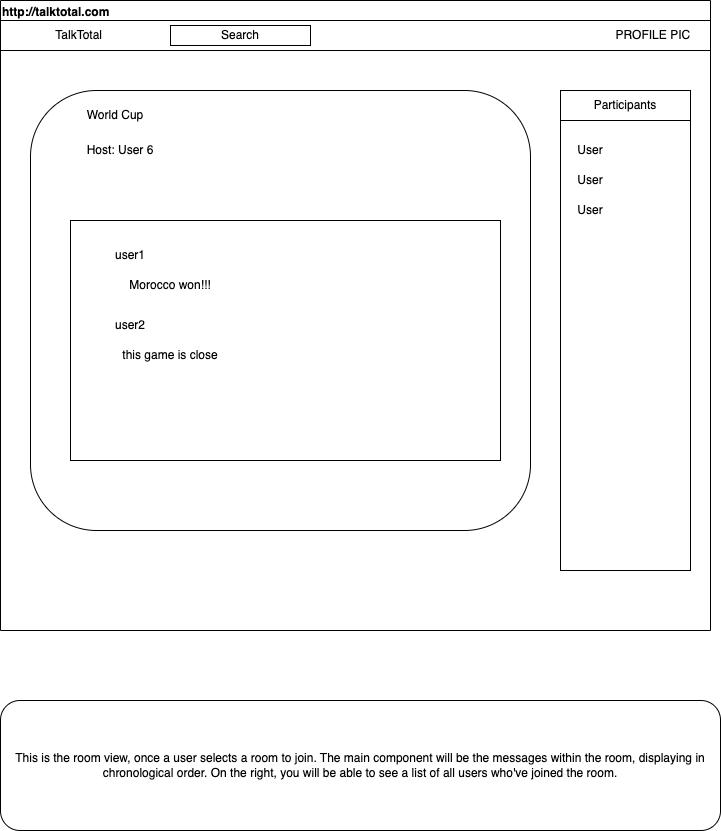 http://talktotal.com
TalkTotal
Search
PROFILE PIC
World Cup
Host: User 6
user1
Morocco won!!!
user2
this game is close
Participants
User
User
User
This is the room view, once a user selects a room to join. The main component will be the messages within the room, displaying in
chronological order. On the right, you will be able to see a list of all users who've joined the room.